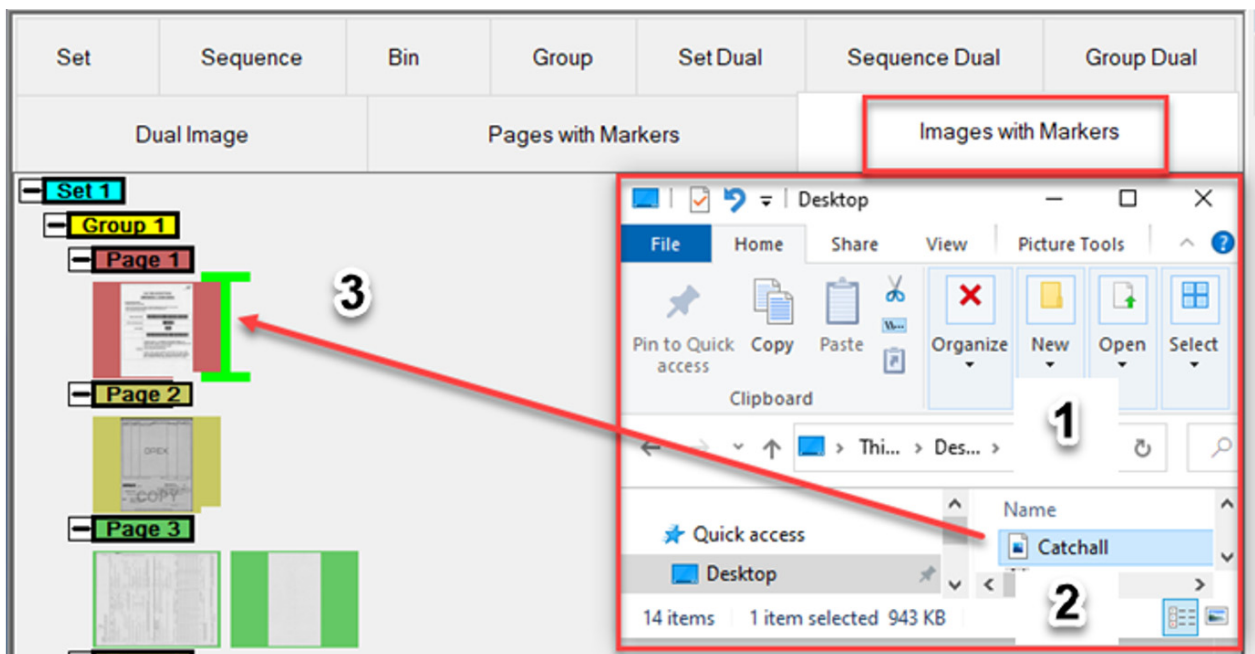 Set Sequence Bin Group Set Dual Sequence Dual Group Dual
Dual Image Pages with Markers Images with Markers
Set 1
Group 1
Page 1
3
Page 2
COPY
Page 3
Desktop
File Home Share View Picture Tools
Pin to Quick access
Copy
Paste
Organize
New
Open
Select
Clipboard
1
Thi... > Des... >
Name
Quick access
Catchall
Desktop
2
14 items 1 item selected 943 KB